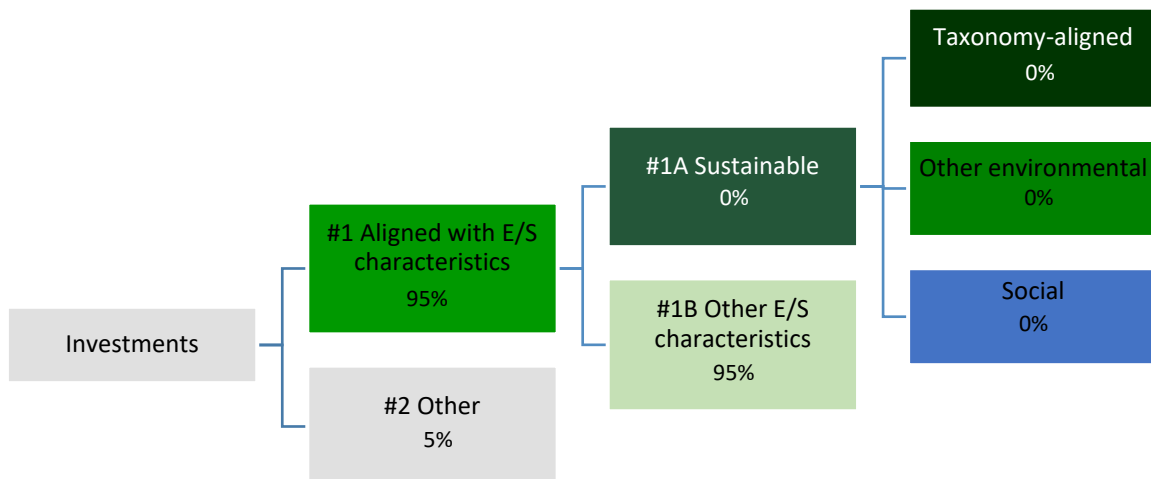 Investments
#1 Aligned with E/S
characteristics
95%
#2 Other
5%
#1A Sustainable
0%
#1B Other E/S
characteristics
95%
Taxonomy-aligned
0%
Other environmental
0%
Social
0%